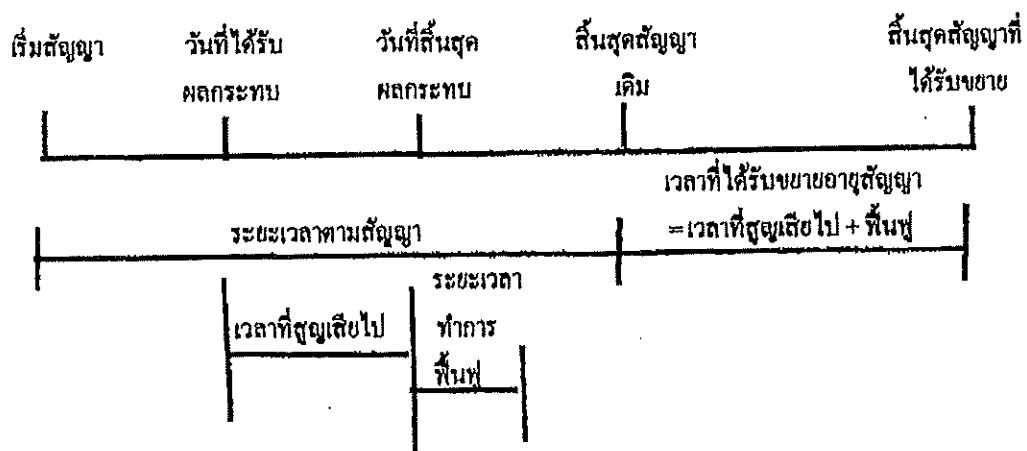 เริ่มสัญญา วันที่ได้รับ วันที่สิ้นสุด สิ้นสุดสัญญา สิ้นสุดสัญญาที่
ผลกระทบ ผลกระทบ เดิม ได้รับขยาย
เวลาที่ได้รับขยายอายุสัญญา
ระยะเวลาตามสัญญา =เวลาที่สูญเสียไป + ฟื้นฟู
ระยะเวลา
เวลาที่สูญเสียไป ทำการ
ฟื้นฟู